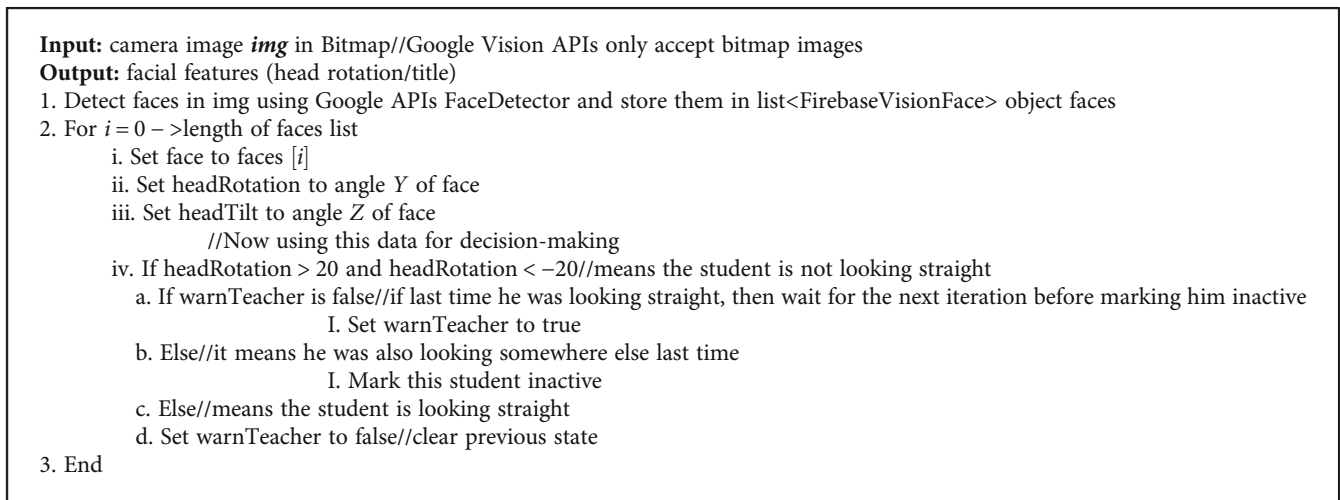 Input: camera image img in Bitmap//Google Vision APIs only accept bitmap images
Output: facial features (head rotation/title)
1. Detect faces in img using Google APIs FaceDetector and store them in list<FirebaseVisionFace> object faces
2. For i = 0 − >length of faces list
i. Set face to faces [i]
ii. Set headRotation to angle Y of face
iii. Set headTilt to angle Z of face
//Now using this data for decision-making
iv. If headRotation > 20 and headRotation < −20//means the student is not looking straight
a. If warnTeacher is false//if last time he was looking straight, then wait for the next iteration before marking him inactive
I. Set warnTeacher to true
b. Else//it means he was also looking somewhere else last time
I. Mark this student inactive
c. Else//means the student is looking straight
d. Set warnTeacher to false//clear previous state
3. End